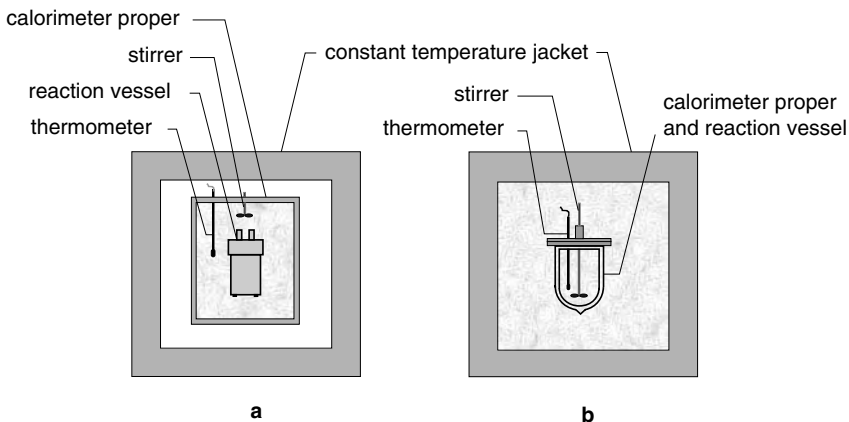 calorimeter proper
stirrer
reaction vessel
thermometer
constant temperature jacket
stirrer
thermometer
calorimeter proper
and reaction vessel
a
b